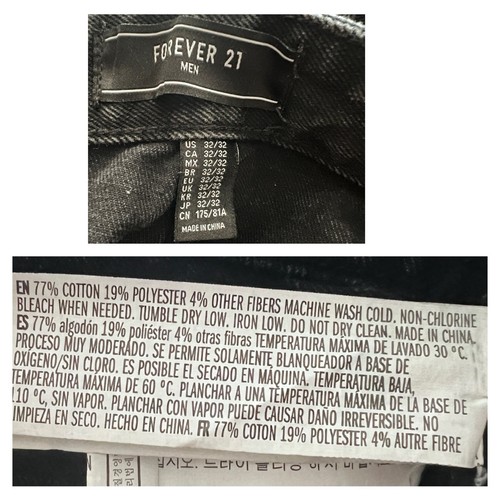 FOREVER 21
MEN
US 32/32
CA 32/32
MX 32/32
BR 32/32
EU 32/32
UK 32/32
KR 32/32
JP 32/32
CN 175/81A
MADE IN CHINA
EN 77% COTTON 19% POLYESTER 4% OTHER FIBERS MACHINE WASH COLD. NON-CHLORINE
BLEACH WHEN NEEDED. TUMBLE DRY LOW. IRON LOW. DO NOT DRY CLEAN. MADE IN CHINA.
ES 77% algodón 19% poliéster 4% otras fibras TEMPERATURA MÁXIMA DE LAVADO 30 ºC.
PROCESO MUY MODERADO. SE PERMITE SOLAMENTE BLANQUEADOR A BASE DE
OXÍGENO/SIN CLORO. ES POSIBLE EL SECADO EN MÁQUINA. TEMPERATURA BAJA,
TEMPERATURA MÁXIMA DE 60 ºC. PLANCHAR A UNA TEMPERATURA MÁXIMA DE LA BASE DE
110 ºC, SIN VAPOR. PLANCHAR CON VAPOR PUEDE CAUSAR DAÑO IRREVERSIBLE. NO
IMPIEZA EN SECO. HECHO EN CHINA. FR 77% COTON 19% POLYESTER 4% AUTRE FIBRE